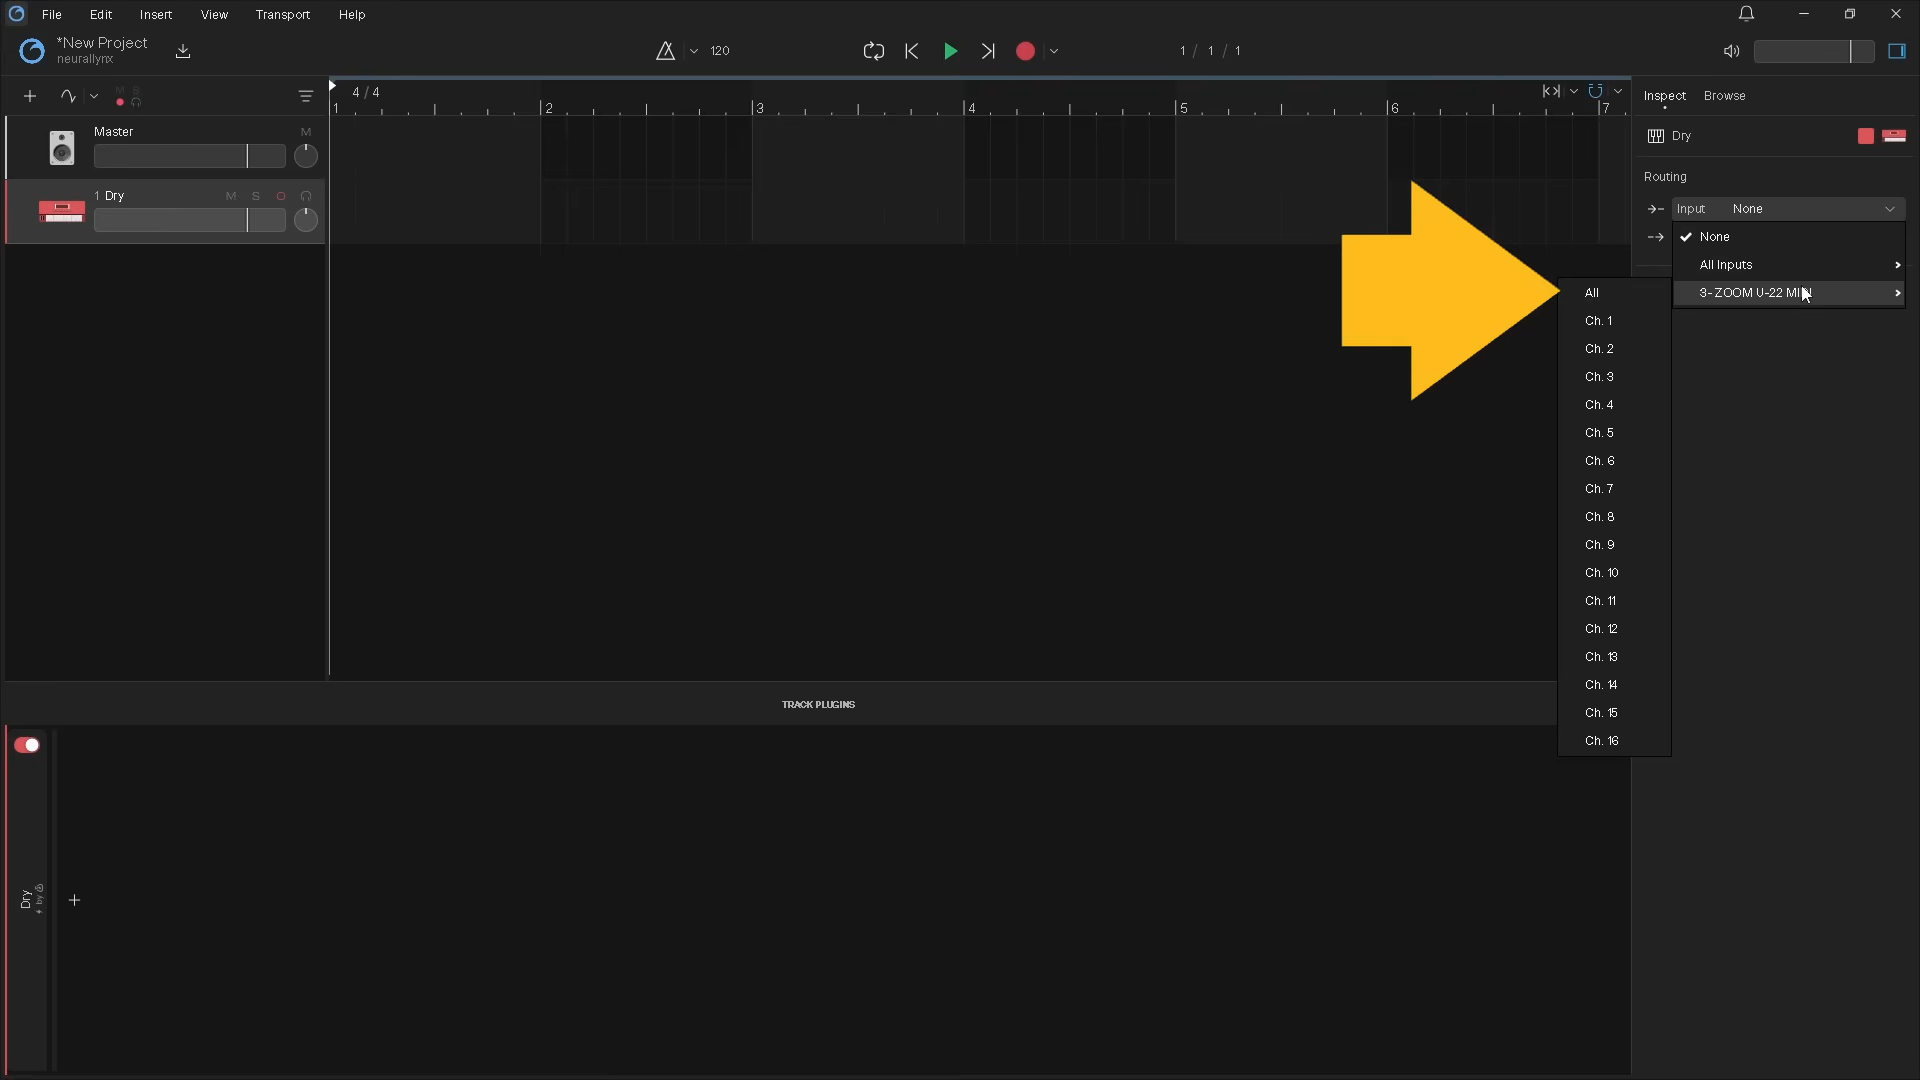 File Edit Insert View Transport Help
*New Project
neurallynx
120
1 / 1 / 1
M S
4 / 4
1 2 3 4 5 6 7
Inspect Browse
Master M
Dry
1 Dry M S
Routing
Input None
None
All Inputs
3- ZOOM U-22
All
Ch. 1
Ch. 2
Ch. 3
Ch. 4
Ch. 5
Ch. 6
Ch. 7
Ch. 8
Ch. 9
Ch. 10
Ch. 11
Ch. 12
Ch. 13
Ch. 14
Ch. 15
Ch. 16
TRACK PLUGINS
Dry